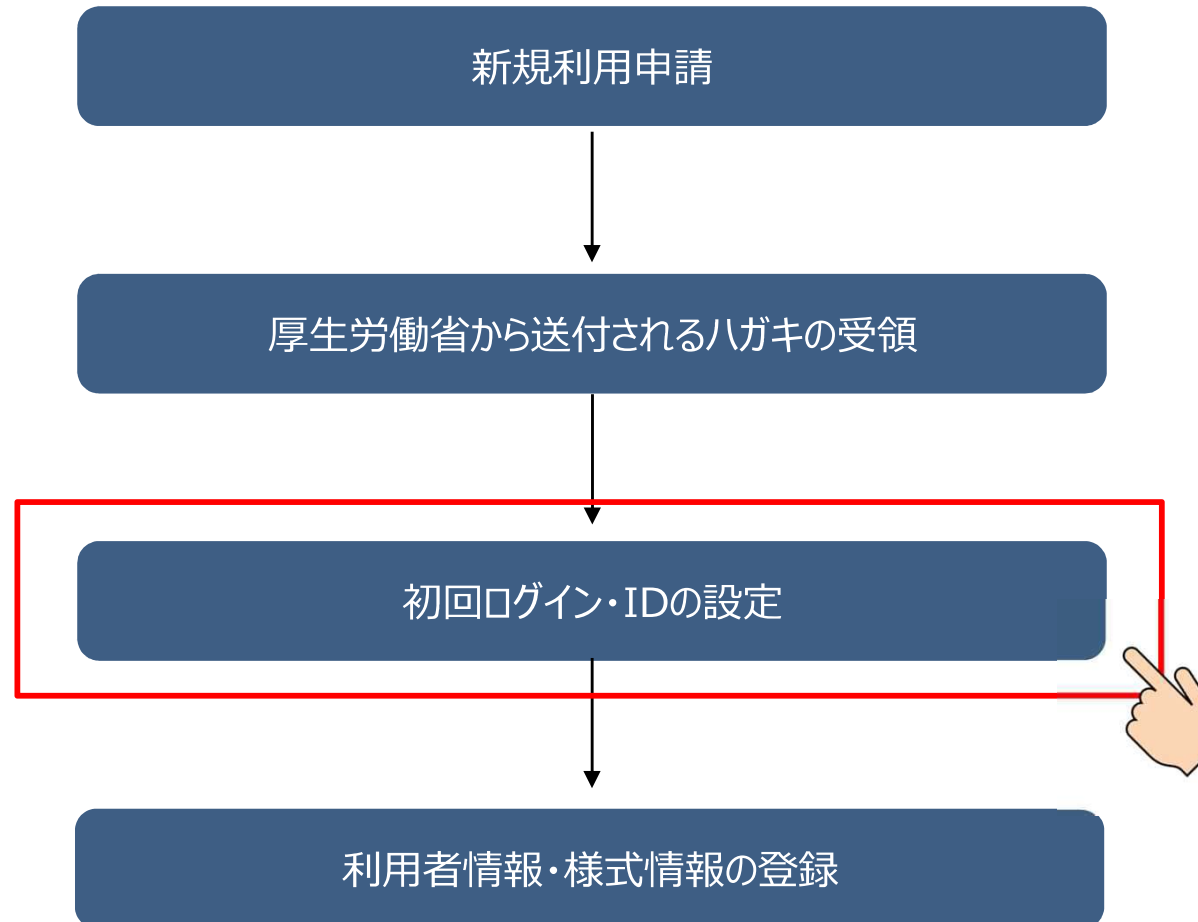 新規利用申請
厚生労働省から送付されるハガキの受領
初回ログイン・IDの設定
利用者情報・様式情報の登録